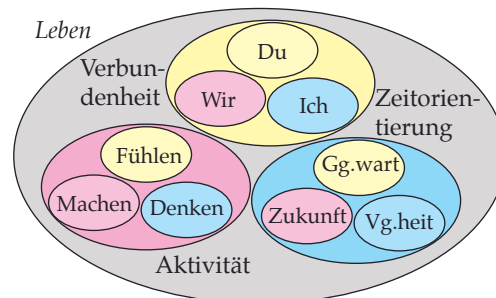 Leben
Du
Verbun-
denheit
Wir
Ich
Zeitorien-
tierung
Fühlen
Machen
Denken
Gg.wart
Zukunft
Vg.heit
Aktivität